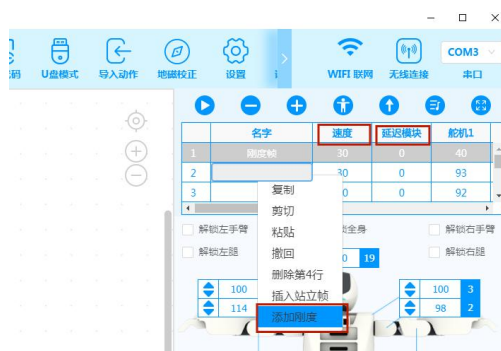 码 U盘模式 导入动作 地磁校正 设置 WIFI 联网 无线连接 COM3 串口
名字 速度 延迟模块 舵机1
1 刚度帧 30 0 40
2 30 0 93
3 0 0 92
复制
剪切
粘贴
撤回
删除第4行
插入站立帧
添加刚度
解锁左手臂 锁全身 解锁右手臂
解锁左腿 解锁右腿
0 19
100 100 3
114 98 2